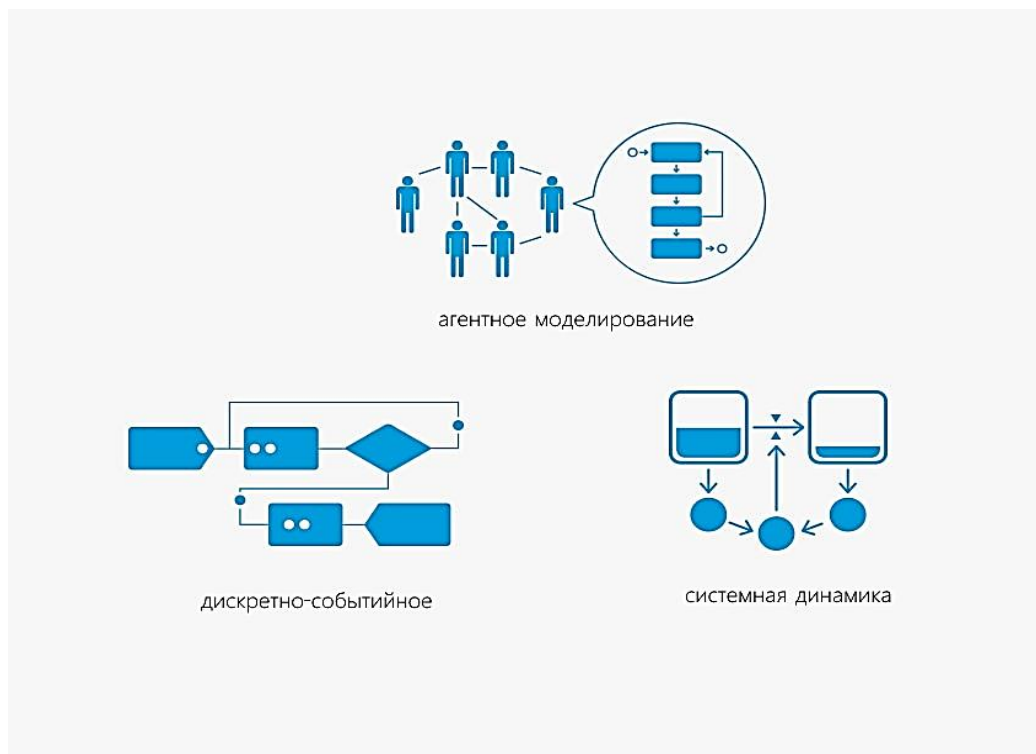 агентное моделирование
дискретно-событийное
системная динамика